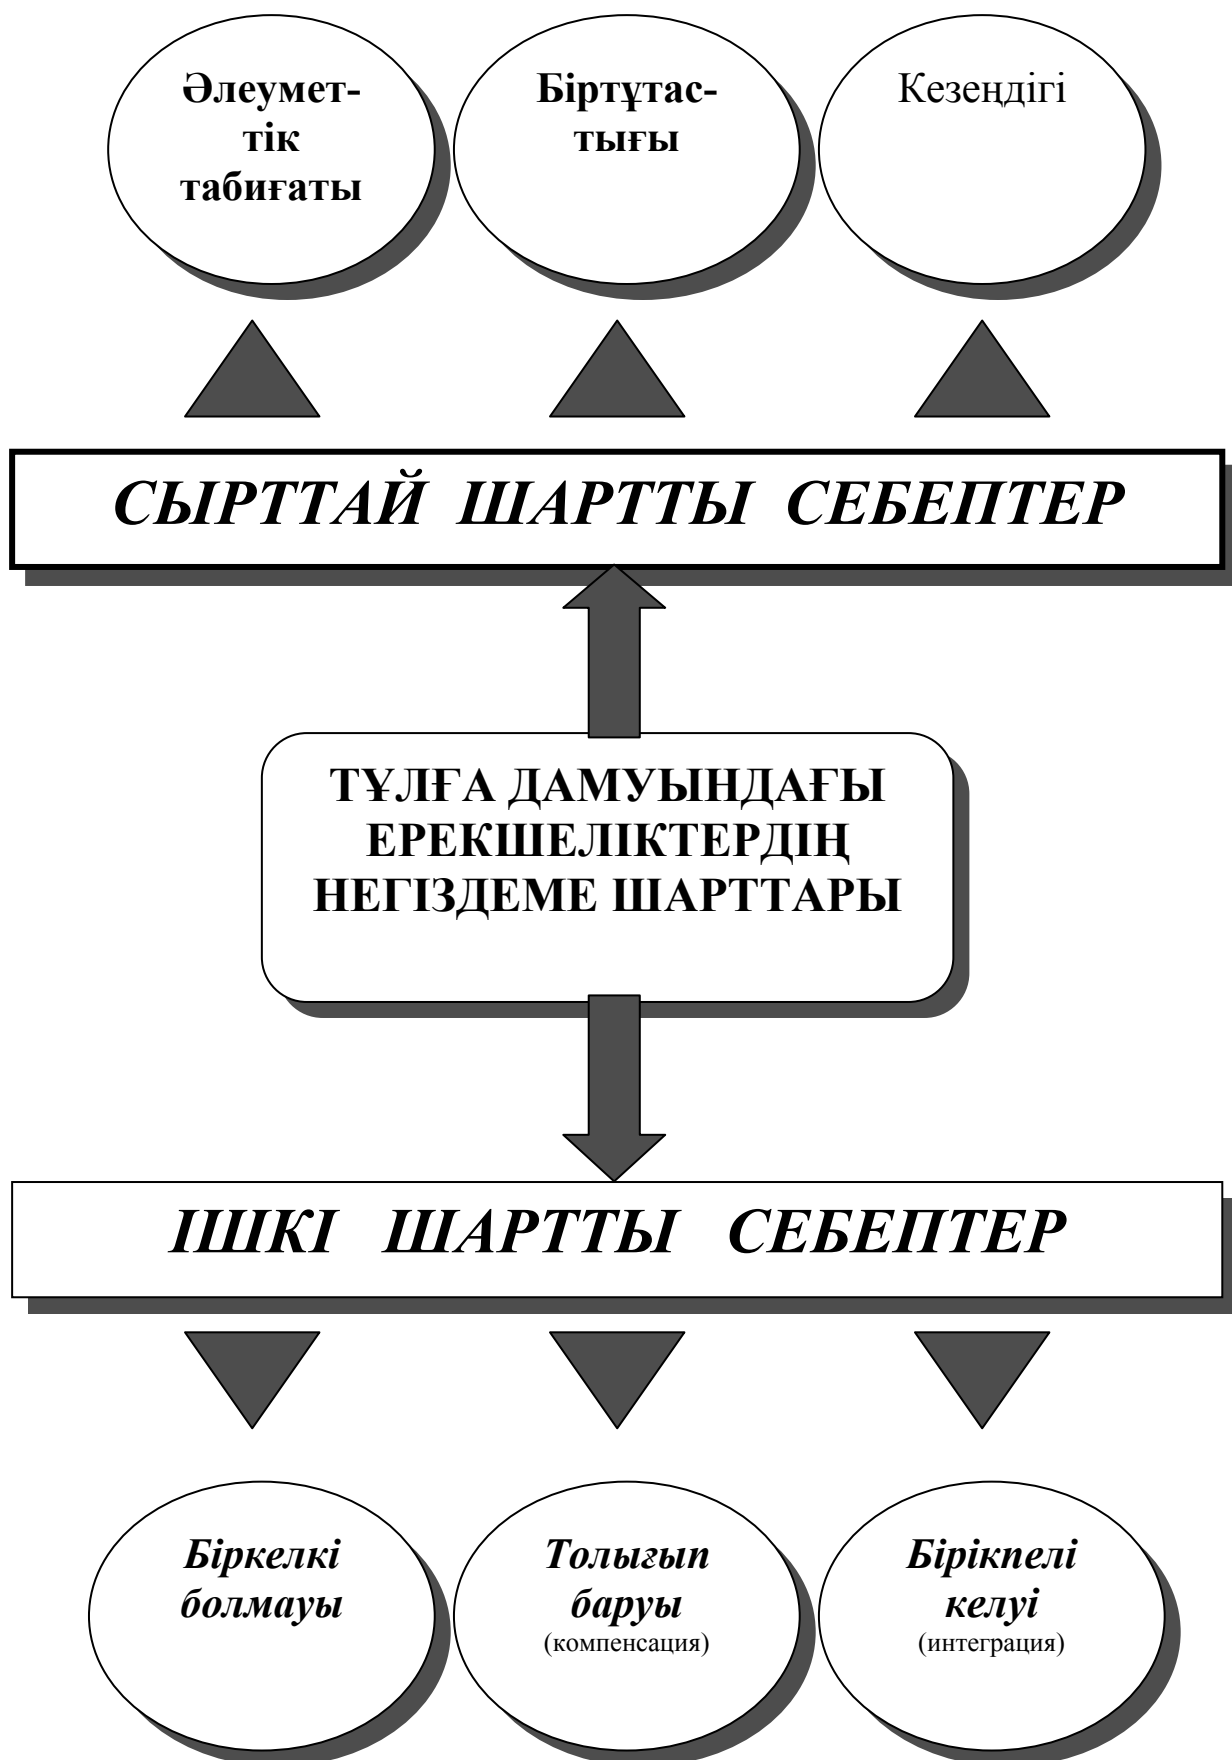 Әлеумет-
тік
табиғаты
Біртұтас-
тығы
Кезеңдігі
СЫРТТАЙ ШАРТТЫ СЕБЕПТЕР
ТҰЛҒА ДАМУЫНДАҒЫ
ЕРЕКШЕЛІКТЕРДІҢ
НЕГІЗДЕМЕ ШАРТТАРЫ
ІШКІ ШАРТТЫ СЕБЕПТЕР
Біркелкі
болмауы
Толығып
баруы
(компенсация)
Бірікпелі
келуі
(интеграция)